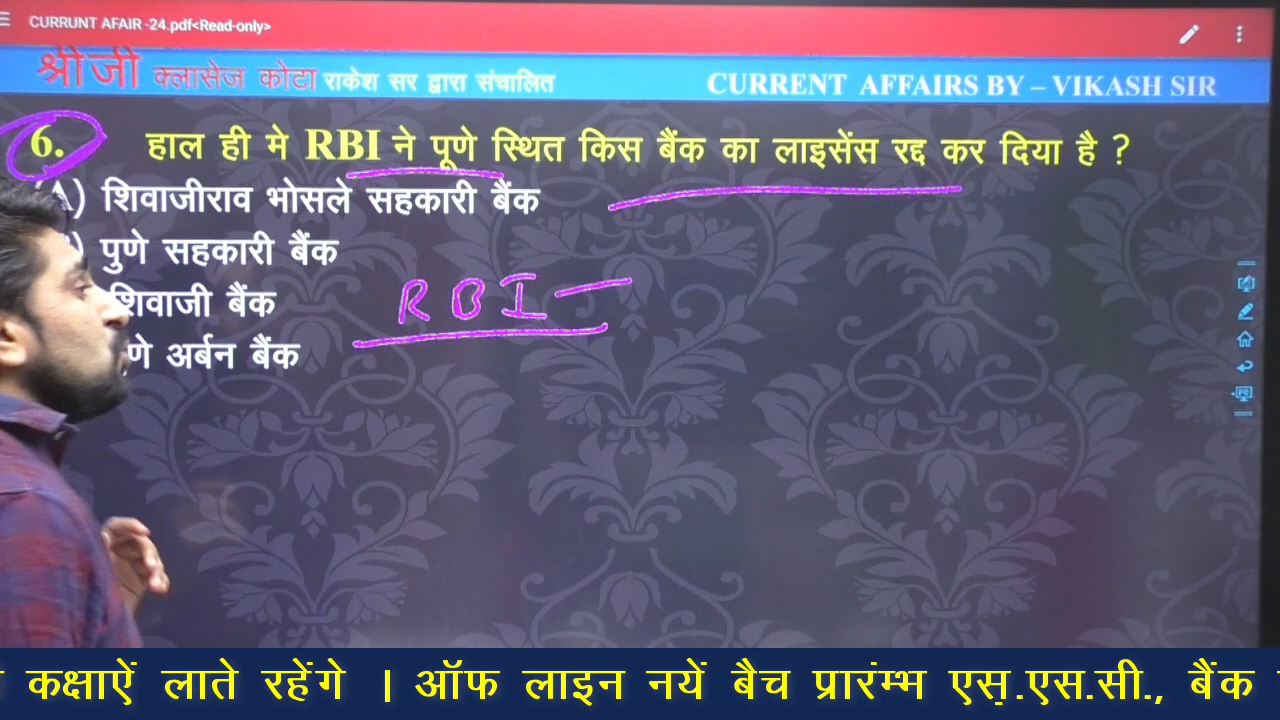 CURRUNT AFAIR -24.pdf<Read-only>
श्रीजी क्लासेज कोटा राकेश सर द्वारा संचालित CURRENT AFFAIRS BY – VIKASH SIR
6. हाल ही मे RBI ने पूणे स्थित किस बैंक का लाइसेंस रद्द कर दिया है ?
A) शिवाजीराव भोसले सहकारी बैंक
) पुणे सहकारी बैंक
शिवाजी बैंक
RBI –
णे अर्बन बैंक
कक्षाऐं लाते रहेंगे । ऑफ लाइन नयें बैच प्रारंम्भ एस.एस.सी., बैंक